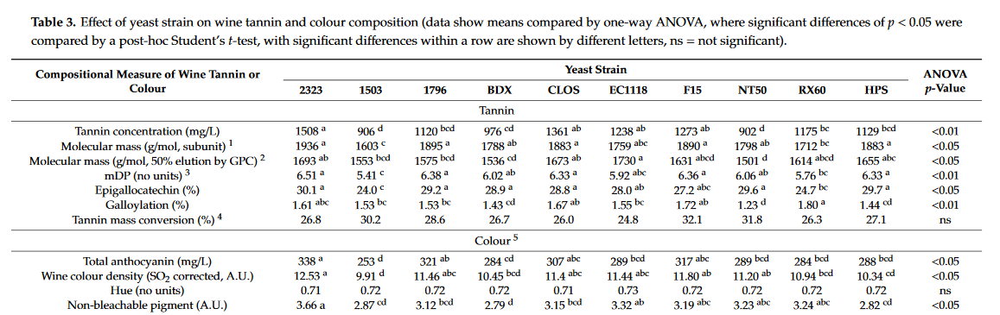 Table 3. Effect of yeast strain on wine tannin and colour composition (data show means compared by one-way ANOVA, where significant differences of p < 0.05 were
compared by a post-hoc Student's t-test, with significant differences within a row are shown by different letters, ns = not significant).
Compositional Measure of Wine Tannin or Colour Yeast Strain ANOVA p-Value
2323 1503 1796 BDX CLOS EC1118 F15 NT50 RX60 HPS
Tannin
Tannin concentration (mg/L) 1508 a 906 d 1120 bcd 976 cd 1361 ab 1238 ab 1273 ab 902 d 1175 bc 1129 bcd <0.01
Molecular mass (g/mol, subunit) 1 1936 a 1603 c 1895 a 1788 ab 1883 a 1759 abc 1890 a 1798 ab 1712 bc 1883 a <0.05
Molecular mass (g/mol, 50% elution by GPC) 2 1693 ab 1553 bcd 1575 bcd 1536 cd 1673 ab 1730 a 1631 abcd 1501 d 1614 abcd 1655 abc <0.05
mDP (no units) 3 6.51 a 5.41 c 6.38 a 6.02 ab 6.33 a 5.92 abc 6.36 a 6.06 ab 5.76 bc 6.33 a <0.01
Epigallocatechin (%) 30.1 a 24.0 c 29.2 a 28.9 a 28.8 a 28.0 ab 27.2 abc 29.6 a 24.7 bc 29.7 a <0.05
Galloylation (%) 1.61 abc 1.53 bc 1.53 bc 1.43 cd 1.67 ab 1.55 bc 1.72 ab 1.23 d 1.80 a 1.44 cd <0.01
Tannin mass conversion (%) 4 26.8 30.2 28.6 26.7 26.0 24.8 32.1 31.8 26.3 27.1 ns
Colour 5
Total anthocyanin (mg/L) 338 a 253 d 321 ab 284 cd 307 abc 289 bcd 317 abc 289 bcd 284 bcd 288 bcd <0.05
Wine colour density (SO2 corrected, A.U.) 12.53 a 9.91 d 11.46 abc 10.45 bcd 11.4 abc 11.44 abc 11.80 ab 11.20 ab 10.94 bcd 10.34 cd <0.05
Hue (no units) 0.71 0.72 0.72 0.72 0.71 0.73 0.72 0.72 0.72 0.72 ns
Non-bleachable pigment (A.U.) 3.66 a 2.87 cd 3.12 bcd 2.79 d 3.15 bcd 3.32 ab 3.19 abc 3.23 abc 3.24 abc 2.82 cd <0.05